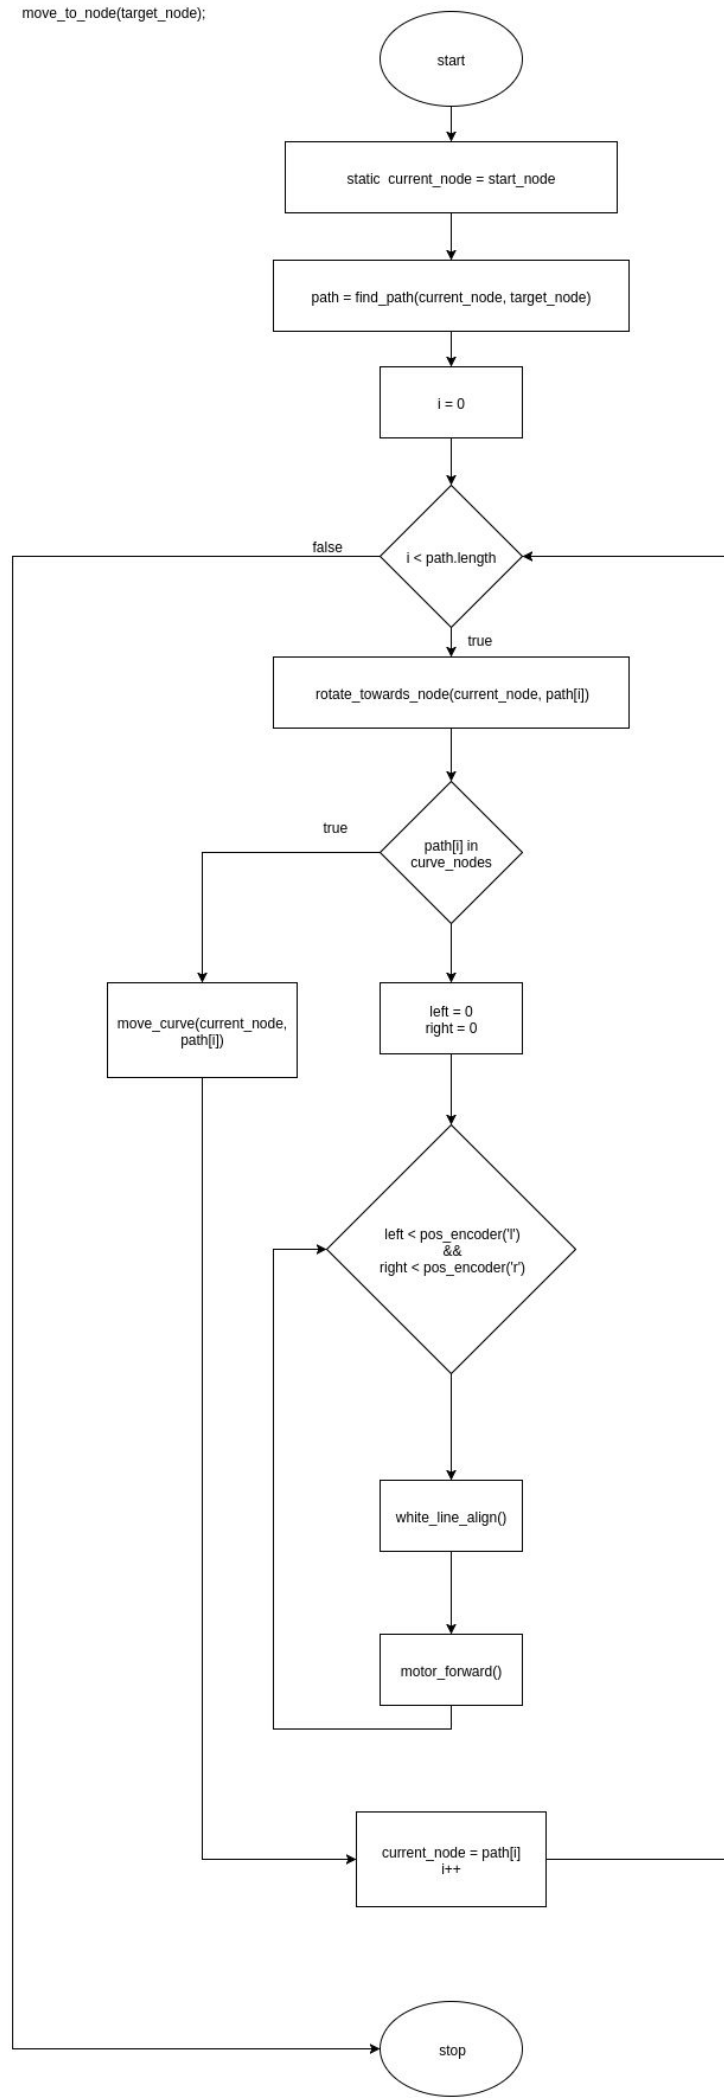 move_to_node(target_node);
start
static  current_node = start_node
path = find_path(current_node, target_node)
i = 0
false
i < path.length
true
rotate_towards_node(current_node, path[i])
true
path[i] in
curve_nodes
move_curve(current_node,
path[i])
left = 0
right = 0
left < pos_encoder('l')
&&
right < pos_encoder('r')
white_line_align()
motor_forward()
current_node = path[i]
i++
stop